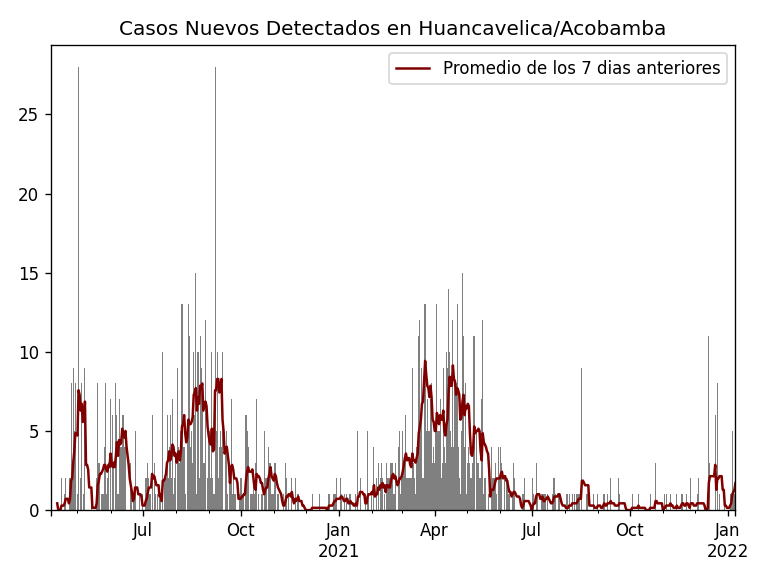 Casos Nuevos Detectados en Huancavelica/Acobamba
Promedio de los 7 dias anteriores
25
20
15
10
5
0
Jul
Oct
Jan
2021
Apr
Jul
Oct
Jan
2022